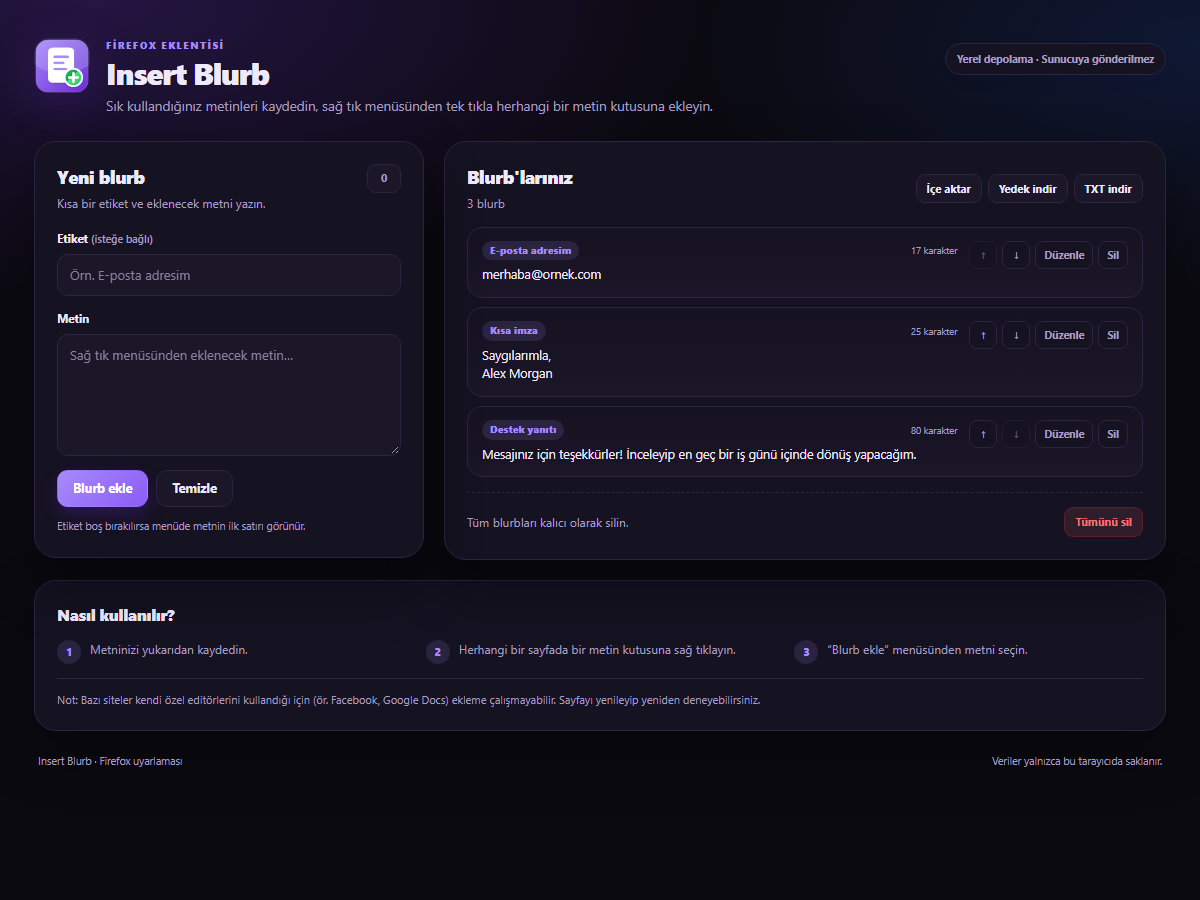 FİREFOX EKLENTİSİ
Insert Blurb
Sık kullandığınız metinleri kaydedin, sağ tık menüsünden tek tıkla herhangi bir metin kutusuna ekleyin.
Yerel depolama · Sunucuya gönderilmez
Yeni blurb
0
Kısa bir etiket ve eklenecek metni yazın.
Etiket (isteğe bağlı)
Örn. E-posta adresim
Metin
Sağ tık menüsünden eklenecek metin...
Blurb ekle
Temizle
Etiket boş bırakılırsa menüde metnin ilk satırı görünür.
Blurb'larınız
3 blurb
İçe aktar
Yedek indir
TXT indir
E-posta adresim
17 karakter
↑
↓
Düzenle
Sil
merhaba@ornek.com
Kısa imza
25 karakter
↑
↓
Düzenle
Sil
Saygılarımla,
Alex Morgan
Destek yanıtı
80 karakter
↑
↓
Düzenle
Sil
Mesajınız için teşekkürler! İnceleyip en geç bir iş günü içinde dönüş yapacağım.
Tüm blurbları kalıcı olarak silin.
Tümünü sil
Nasıl kullanılır?
1 Metninizi yukarıdan kaydedin.
2 Herhangi bir sayfada bir metin kutusuna sağ tıklayın.
3 “Blurb ekle” menüsünden metni seçin.
Not: Bazı siteler kendi özel editörlerini kullandığı için (ör. Facebook, Google Docs) ekleme çalışmayabilir. Sayfayı yenileyip yeniden deneyebilirsiniz.
Insert Blurb · Firefox uyarlaması
Veriler yalnızca bu tarayıcıda saklanır.